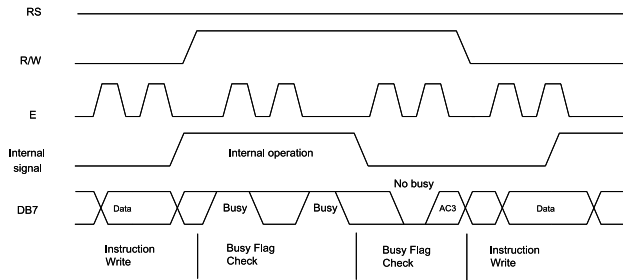 RS
R/W
E
Internal
signal
Internal operation
No busy
DB7
Data
Busy
Busy
AC3
Data
Instruction
Write
Busy Flag
Check
Busy Flag
Check
Instruction
Write